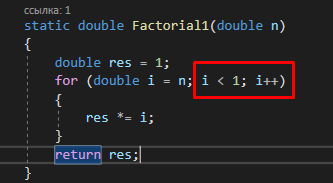 ссылка: 1
static double Factorial1(double n)
{
double res = 1;
for (double i = n; i < 1; i++)
{
res *= i;
}
return res;